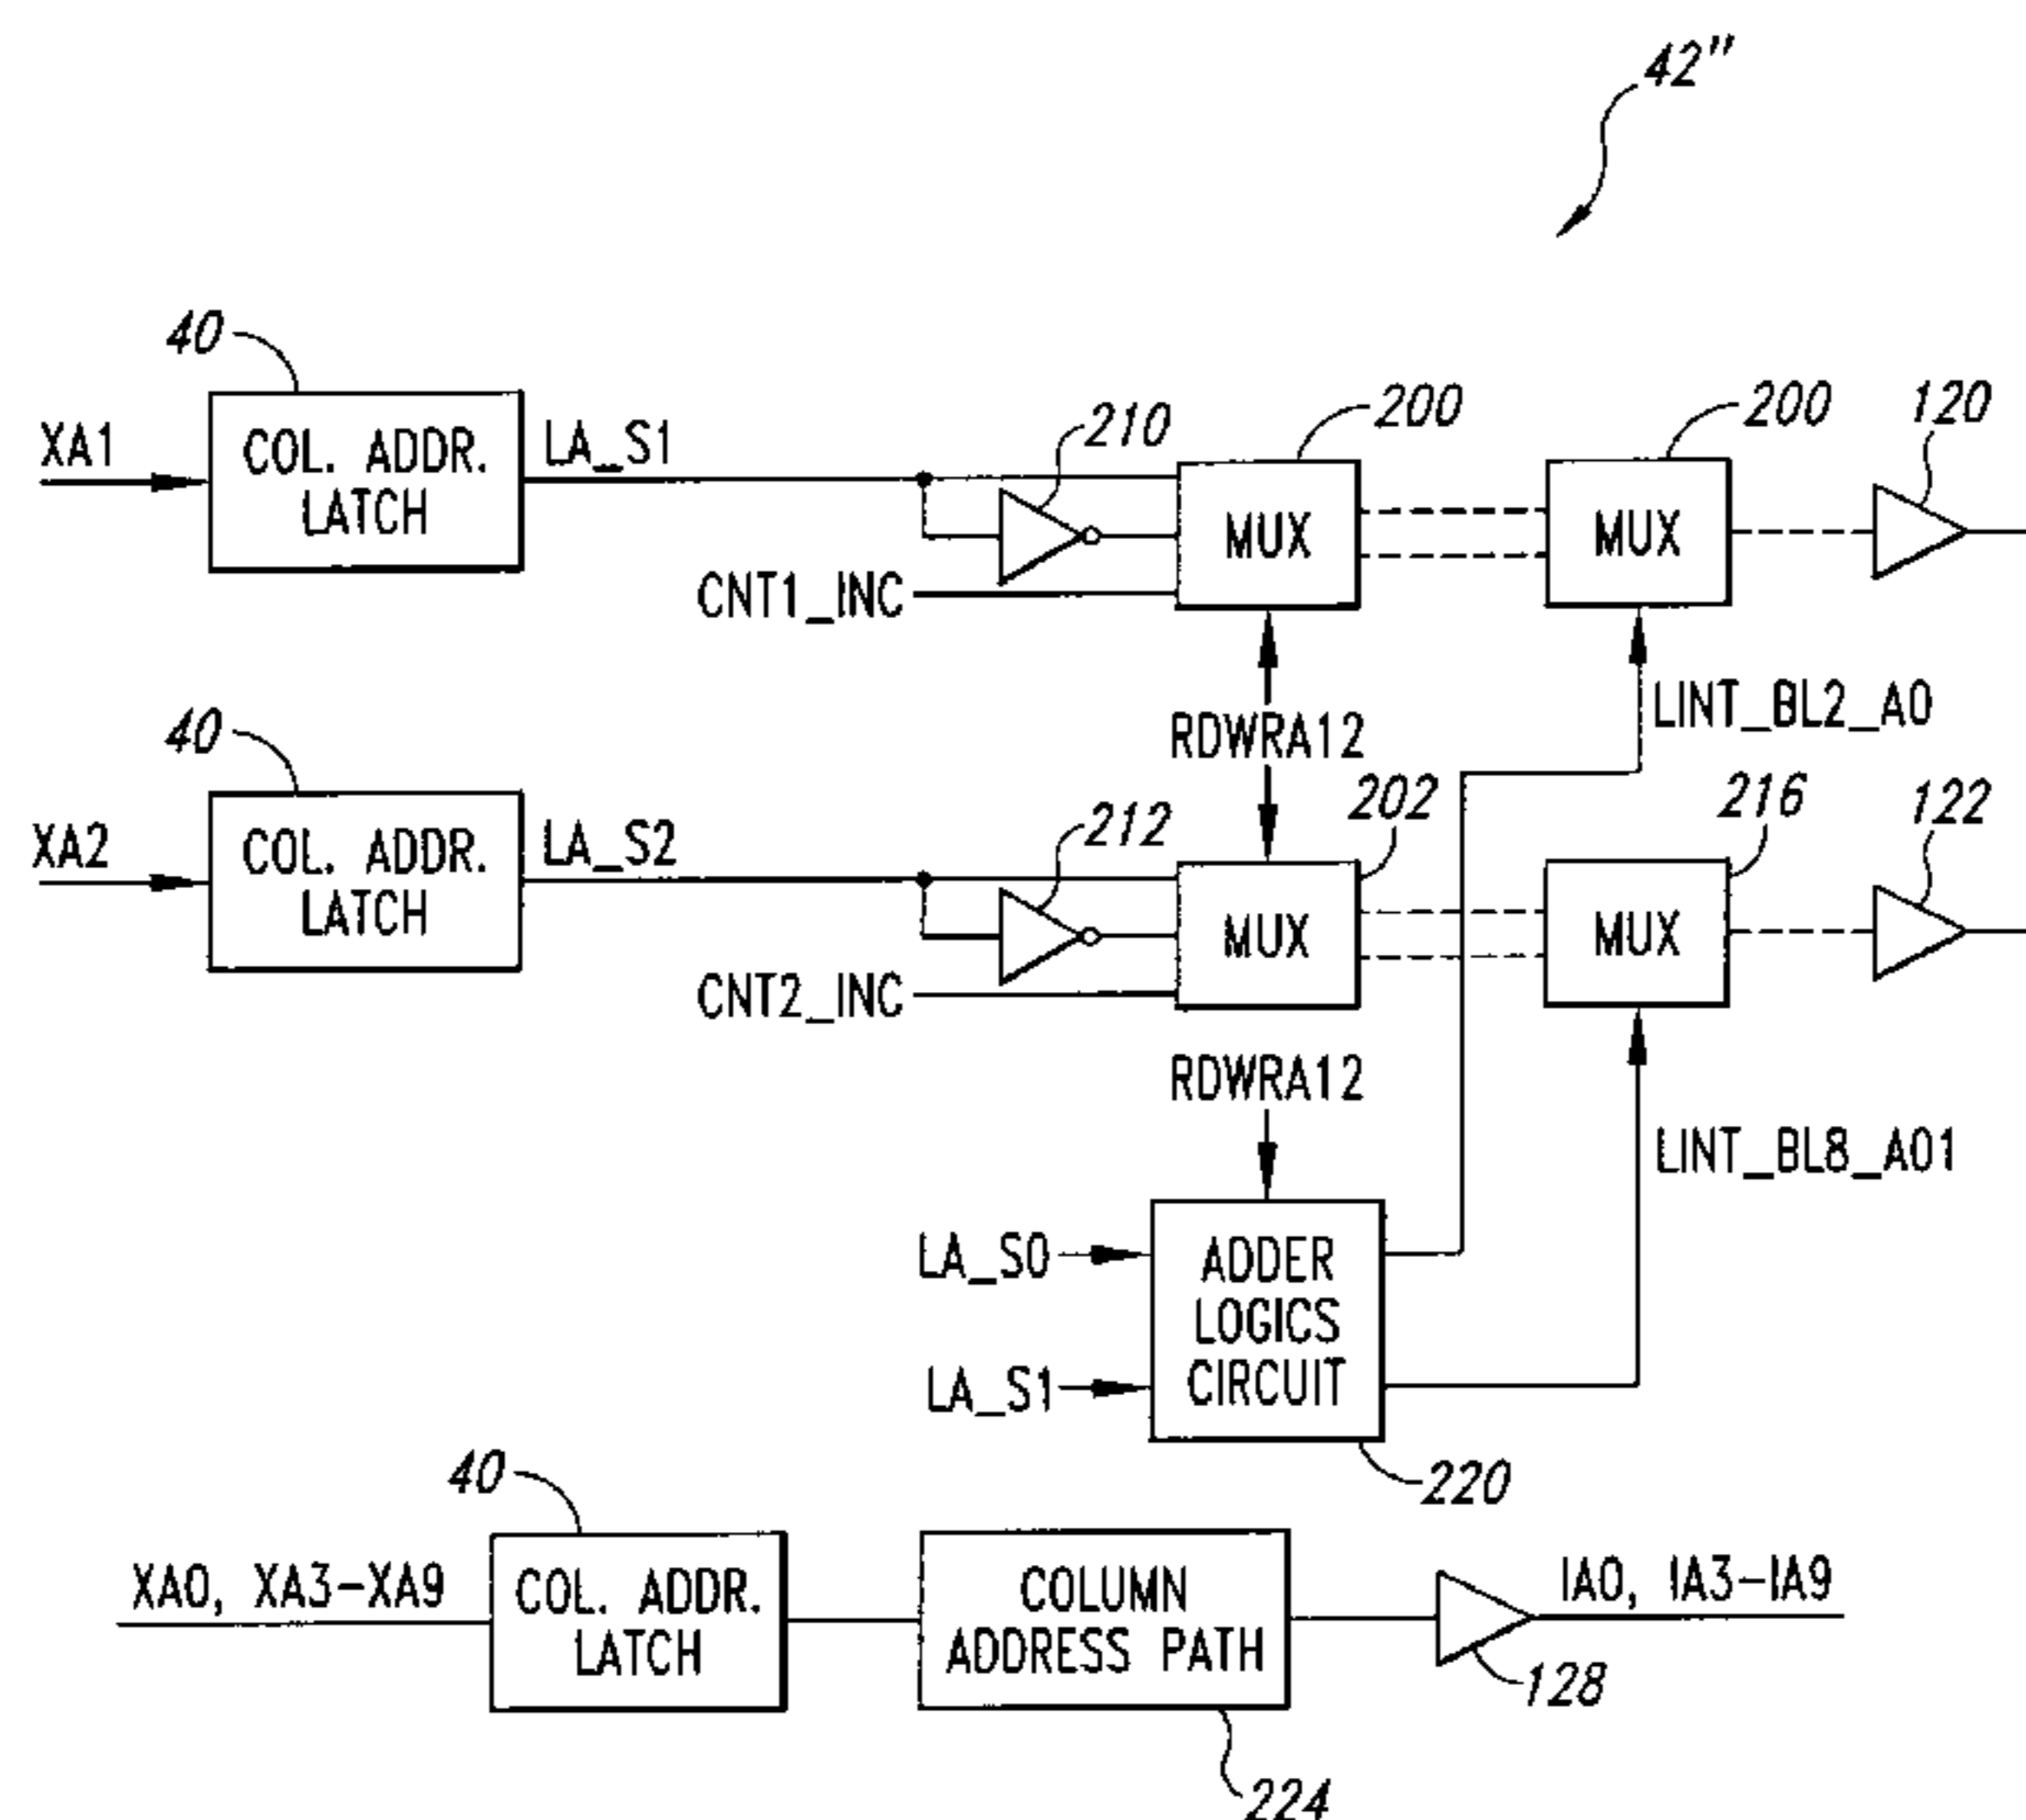 42"
40
200
200
120
XA1
COL. ADDR.
LATCH
LA_S1
210
MUX
MUX
CNT1_INC
RDWRA12
LINT_BL2_A0
40
202
216
122
XA2
COL. ADDR.
LATCH
LA_S2
212
MUX
MUX
CNT2_INC
RDWRA12
LINT_BL8_A01
LA_S0
ADDER
LOGICS
CIRCUIT
LA_S1
220
40
XA0, XA3-XA9
COL. ADDR.
LATCH
COLUMN
ADDRESS PATH
IA0, IA3-IA9
128
224